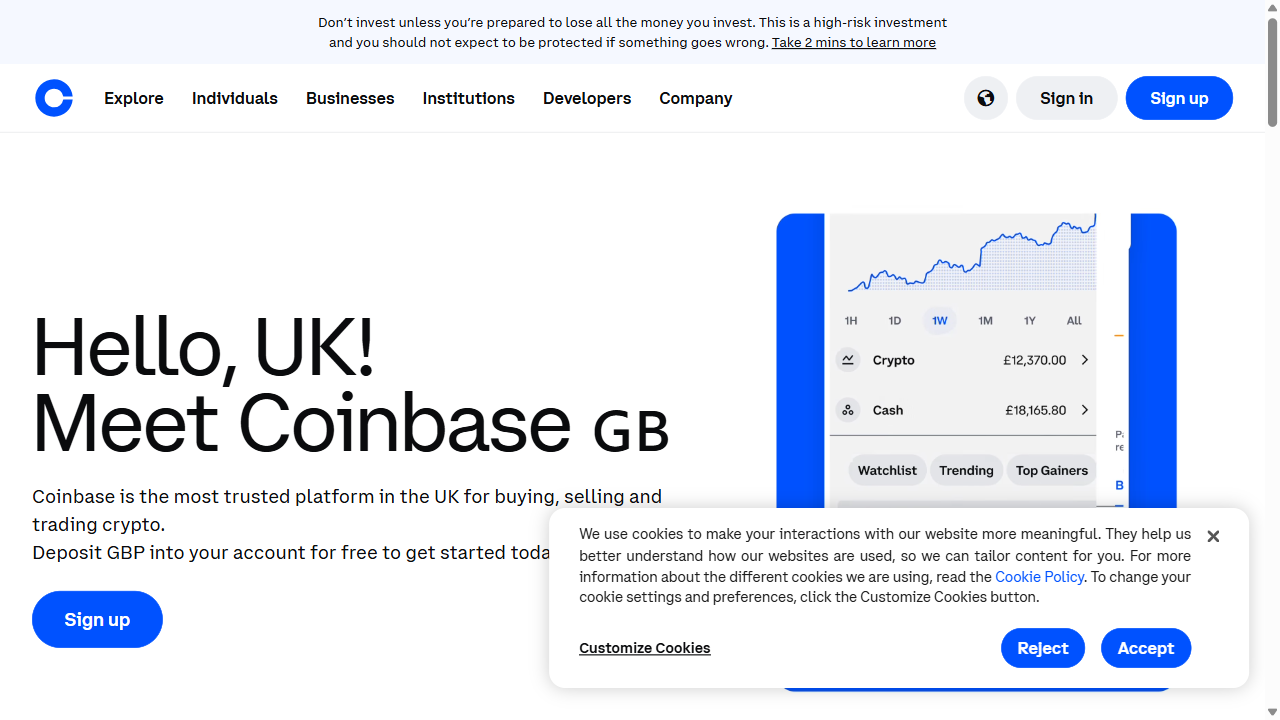 Don't invest unless you're prepared to lose all the money you invest. This is a high-risk investment
and you should not expect to be protected if something goes wrong. Take 2 mins to learn more
Explore Individuals Businesses Institutions Developers Company Sign in Sign up
Hello, UK!
Meet Coinbase GB
Coinbase is the most trusted platform in the UK for buying, selling and
trading crypto.
Deposit GBP into your account for free to get started toda
Sign up
1H 1D 1W 1M 1Y All
Crypto £12,370.00
Cash £18,165.80
Watchlist Trending Top Gainers
We use cookies to make your interactions with our website more meaningful. They help us
better understand how our websites are used, so we can tailor content for you. For more
information about the different cookies we are using, read the Cookie Policy. To change your
cookie settings and preferences, click the Customize Cookies button.
Customize Cookies Reject Accept